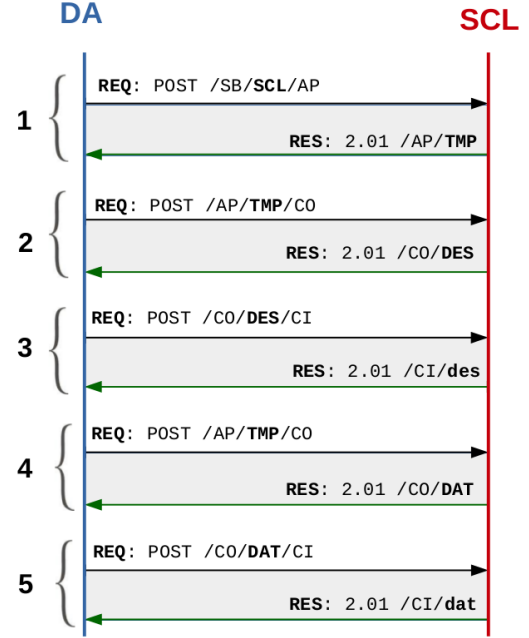 DA
SCL
REQ: POST /SB/SCL/AP
1
RES: 2.01 /AP/TMP
REQ: POST /AP/TMP/CO
2
RES: 2.01 /CO/DES
REQ: POST /CO/DES/CI
3
RES: 2.01 /CI/des
REQ: POST /AP/TMP/CO
4
RES: 2.01 /CO/DAT
REQ: POST /CO/DAT/CI
5
RES: 2.01 /CI/dat